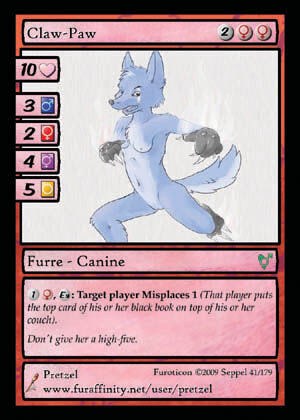 Claw-Paw 2
10
3
2
4
5
Furre - Canine
1 , : Target player Misplaces 1 (That player puts
the top card of his or her black book on top of his or her
couch).
Don't give her a high-five.
Pretzel
Furoticon ©2009 Seppel 41/179
www.furaffinity.net/user/pretzel